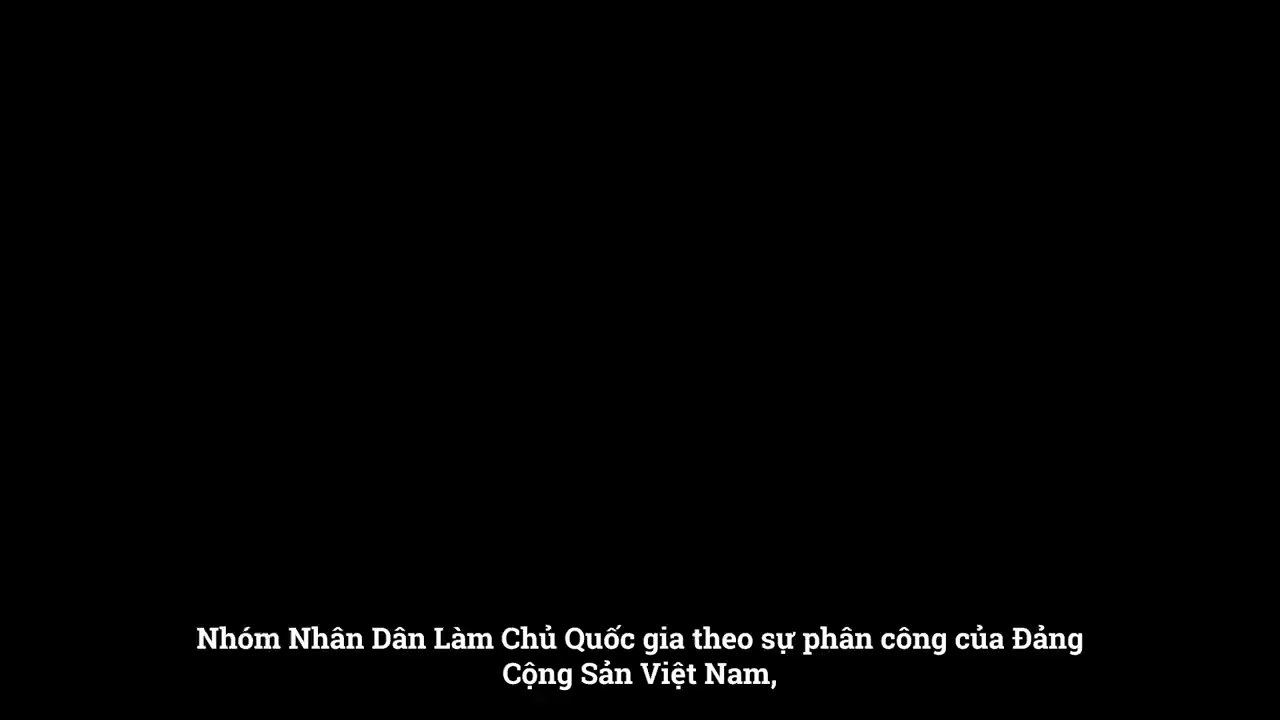 Nhóm Nhân Dân Làm Chủ Quốc gia theo sự phân công của Đảng
Cộng Sản Việt Nam,